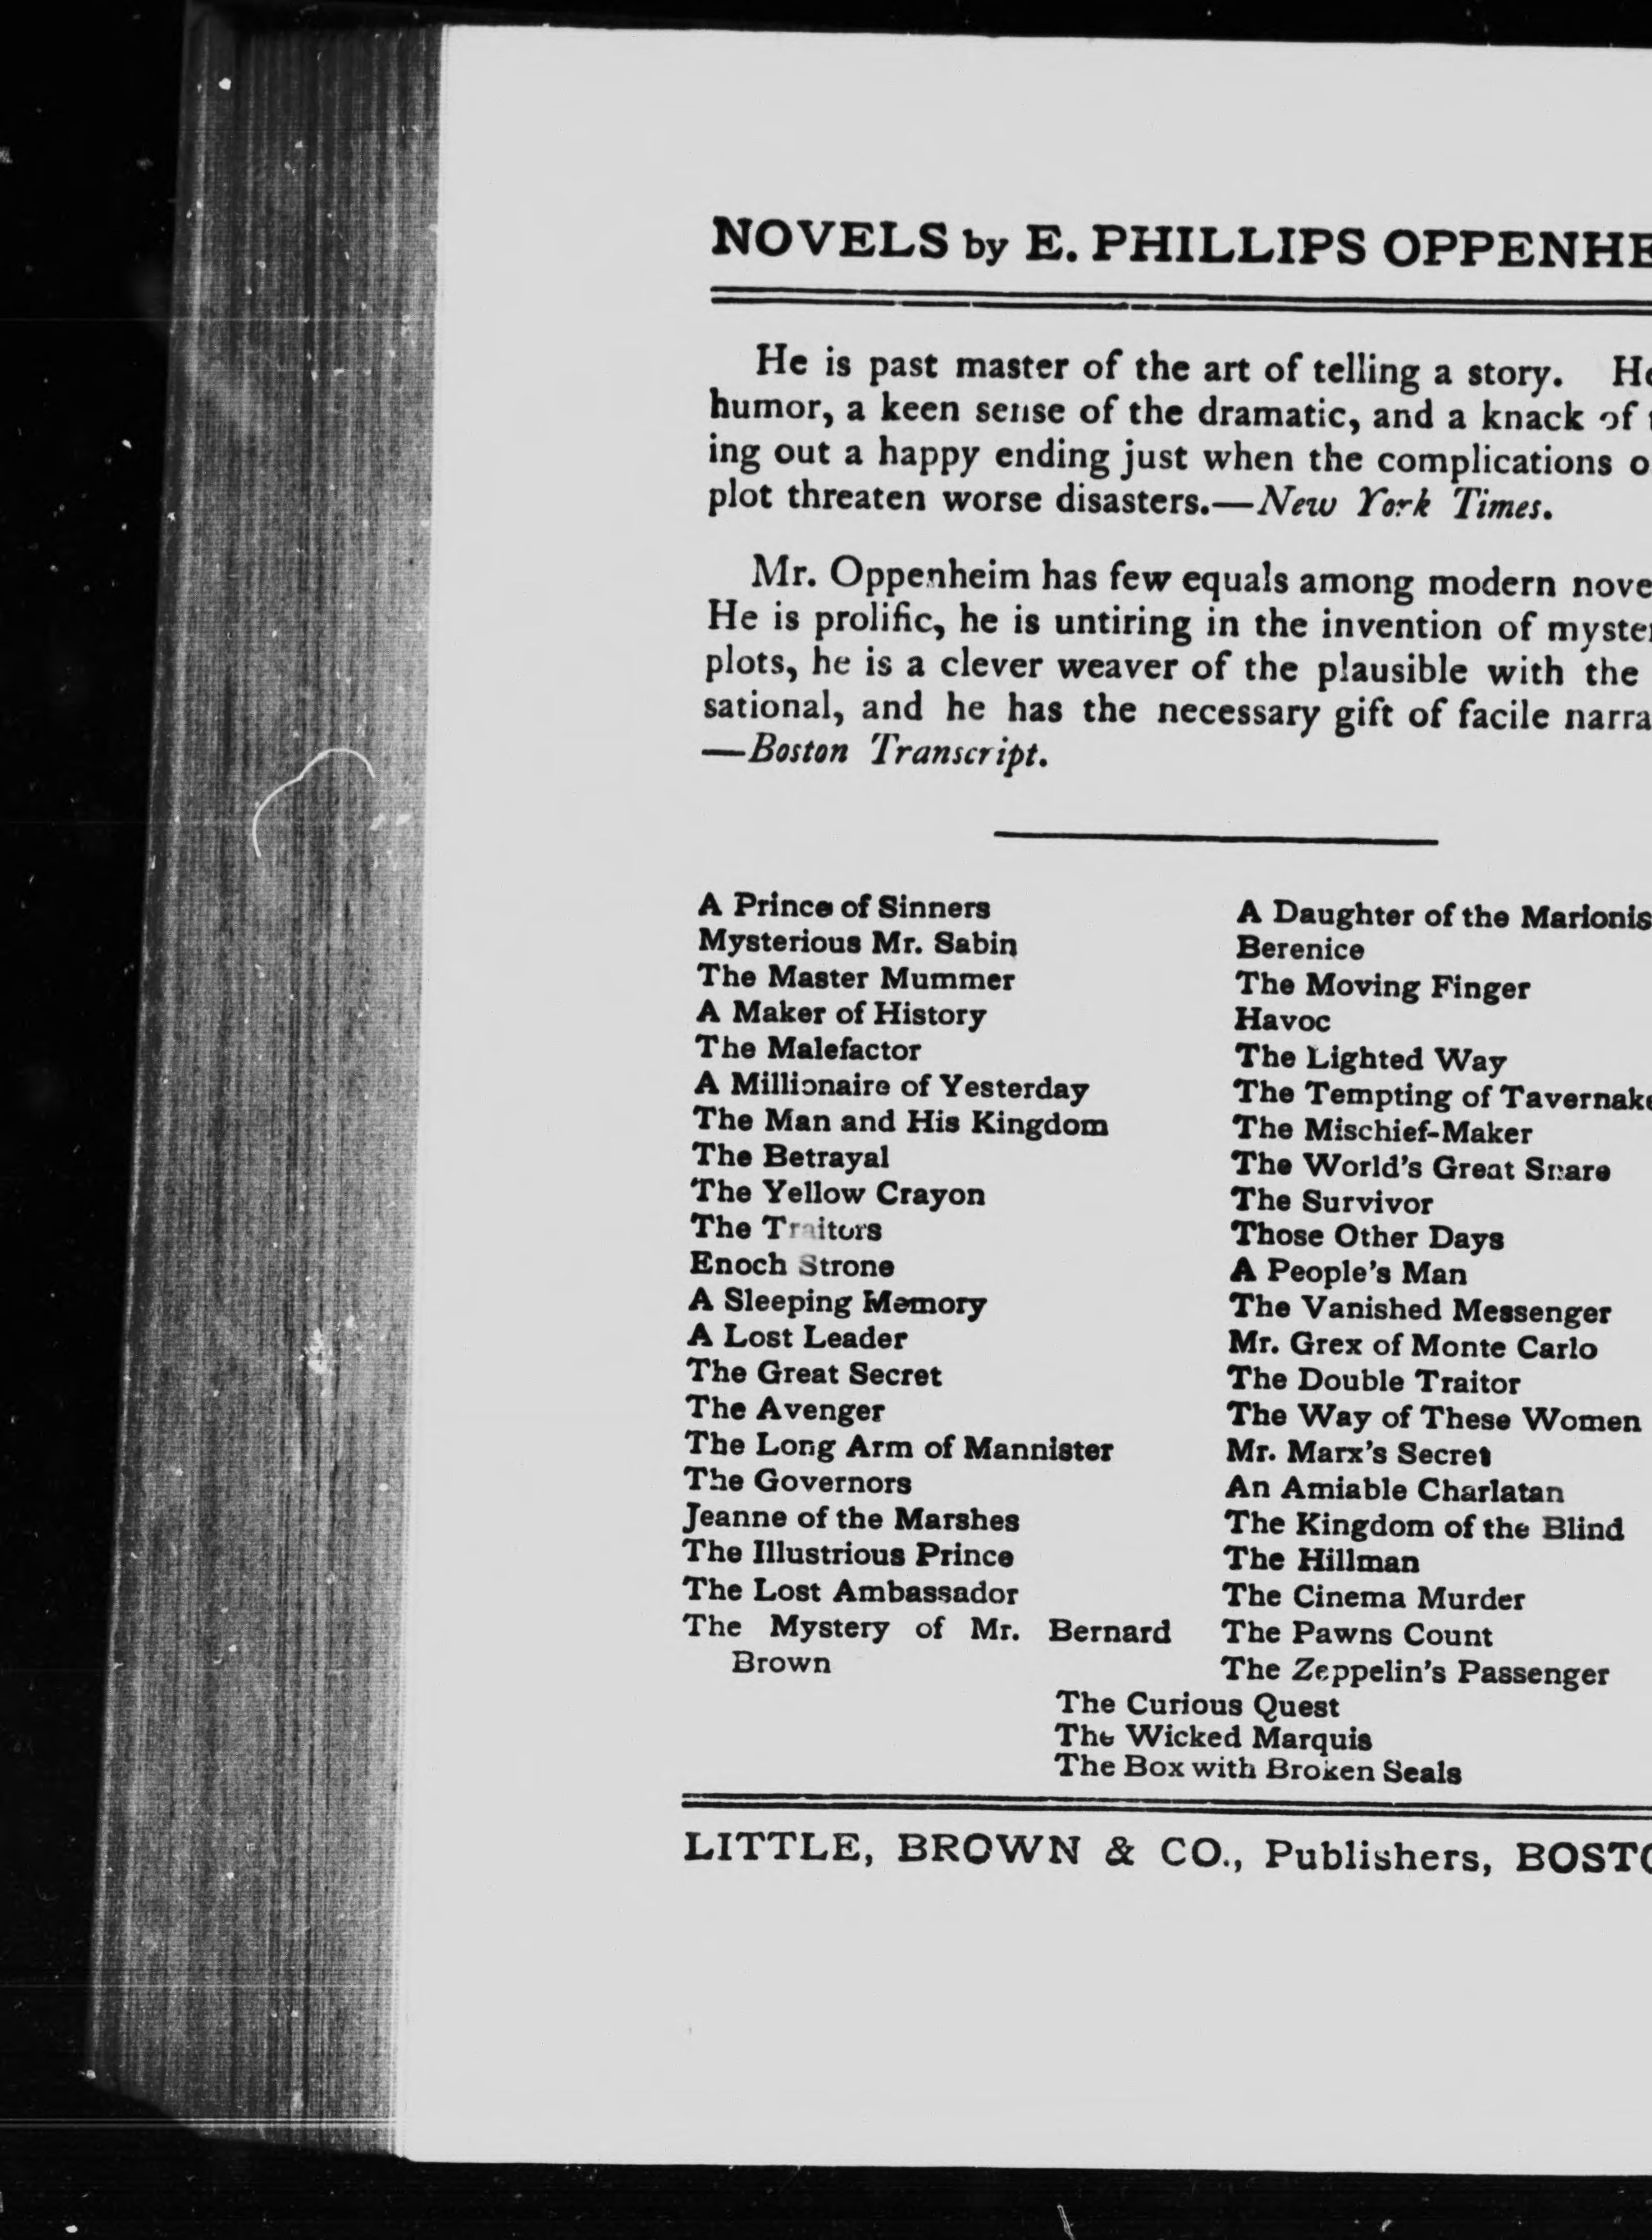 NOVELS by E. PHILLIPS OPPENHE
He is past master of the art of telling a story. He
humor, a keen sense of the dramatic, and a knack of t
ing out a happy ending just when the complications o
plot threaten worse disasters.—New York Times.
Mr. Oppenheim has few equals among modern nove
He is prolific, he is untiring in the invention of myster
plots, he is a clever weaver of the plausible with the
sational, and he has the necessary gift of facile narra
—Boston Transcript.
A Prince of Sinners
Mysterious Mr. Sabin
The Master Mummer
A Maker of History
The Malefactor
A Millionaire of Yesterday
The Man and His Kingdom
The Betrayal
The Yellow Crayon
The Traitors
Enoch Strone
A Sleeping Memory
A Lost Leader
The Great Secret
The Avenger
The Long Arm of Mannister
The Governors
Jeanne of the Marshes
The Illustrious Prince
The Lost Ambassador
The Mystery of Mr. Bernard
Brown
A Daughter of the Marionis
Berenice
The Moving Finger
Havoc
The Lighted Way
The Tempting of Tavernake
The Mischief-Maker
The World's Great Snare
The Survivor
Those Other Days
A People's Man
The Vanished Messenger
Mr. Grex of Monte Carlo
The Double Traitor
The Way of These Women
Mr. Marx's Secret
An Amiable Charlatan
The Kingdom of the Blind
The Hillman
The Cinema Murder
The Pawns Count
The Zeppelin's Passenger
The Curious Quest
The Wicked Marquis
The Box with Broken Seals
LITTLE, BROWN & CO., Publishers, BOSTO